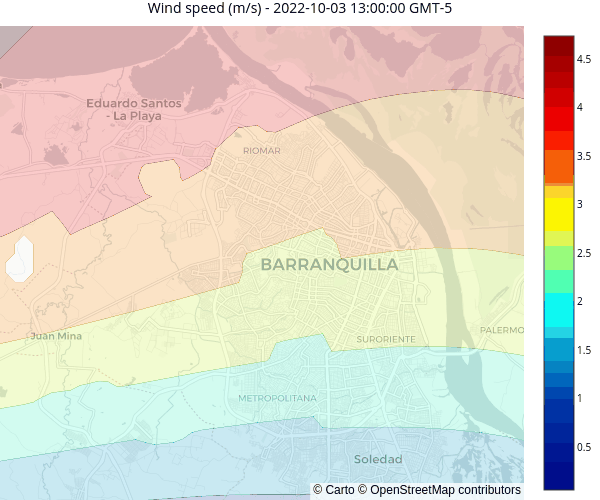 Wind speed (m/s) - 2022-10-03 13:00:00 GMT-5
Eduardo Santos
- La Playa
RIOMAR
BARRANQUILLA
Juan Mina
SURORIENTE
PALERMO
METROPOLITANA
Soledad
© Carto © OpenStreetMap contributors
4.5
4
3.5
3
2.5
2
1.5
1
0.5